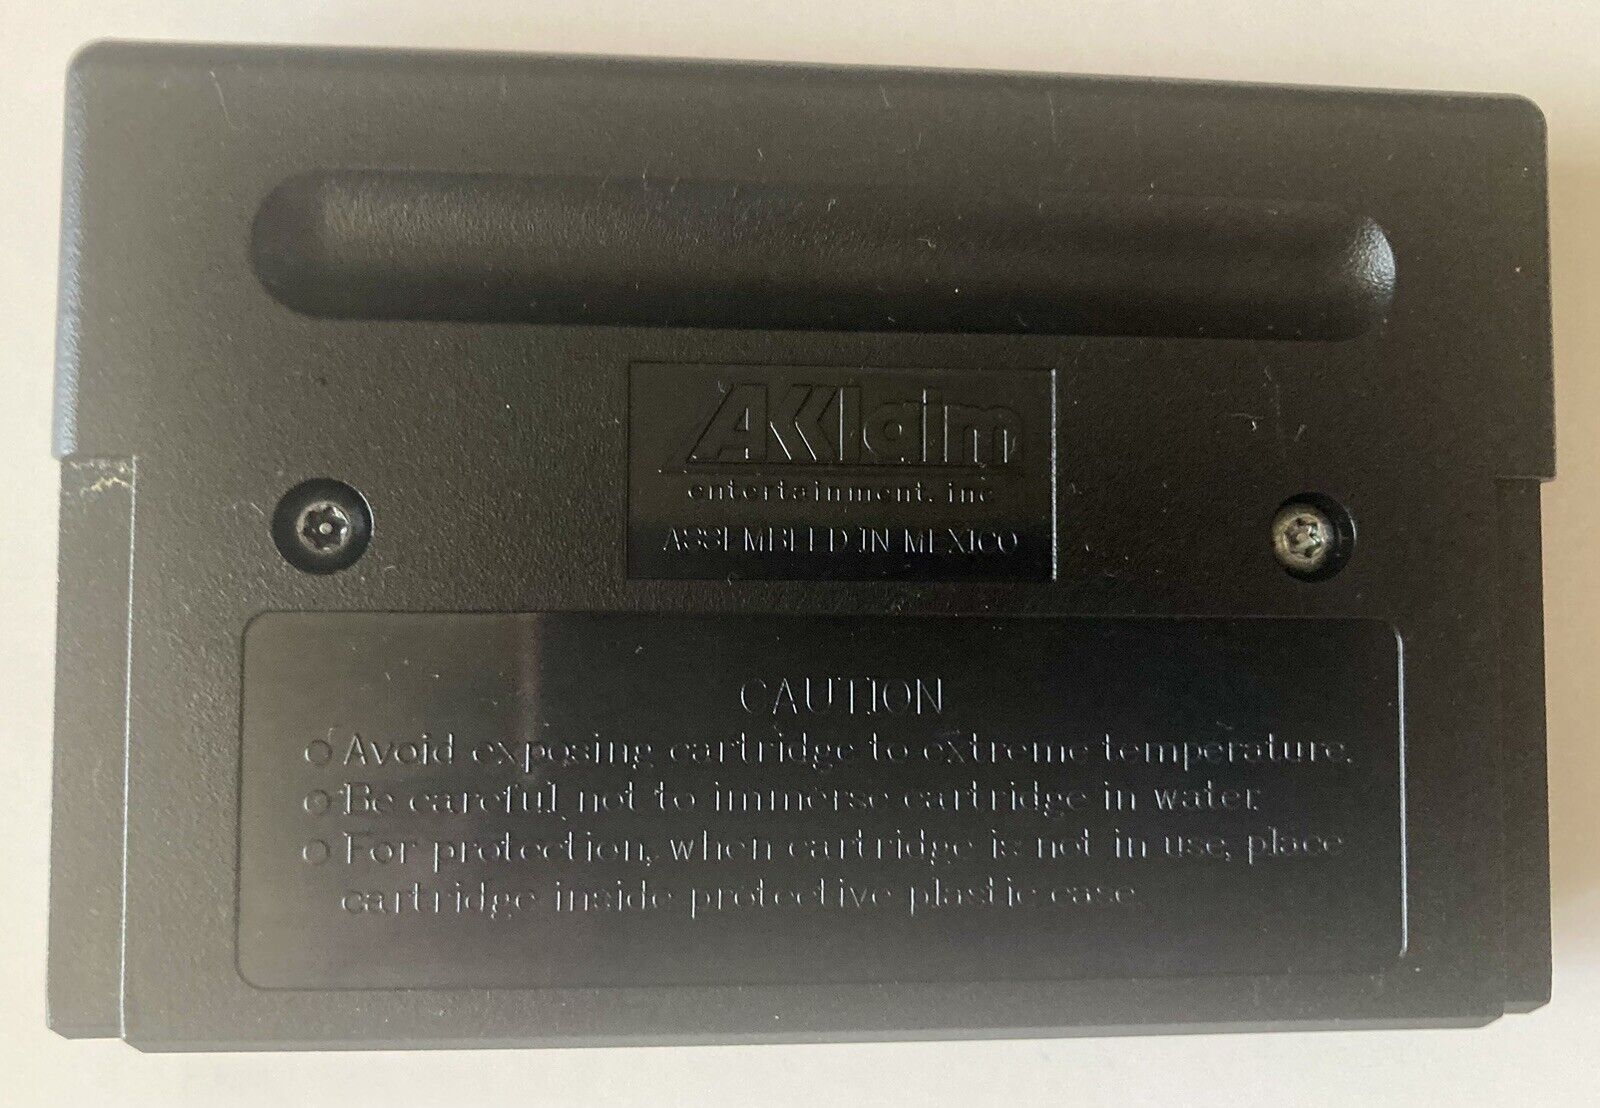 AKKlaim
entertainment, inc
ASSEMBLED IN MEXICO
CAUTION
○ Avoid exposing cartridge to extreme temperature.
○ Be careful not to immerse cartridge in water.
○ For protection, when cartridge is not in use, place
cartridge inside protective plastic case.